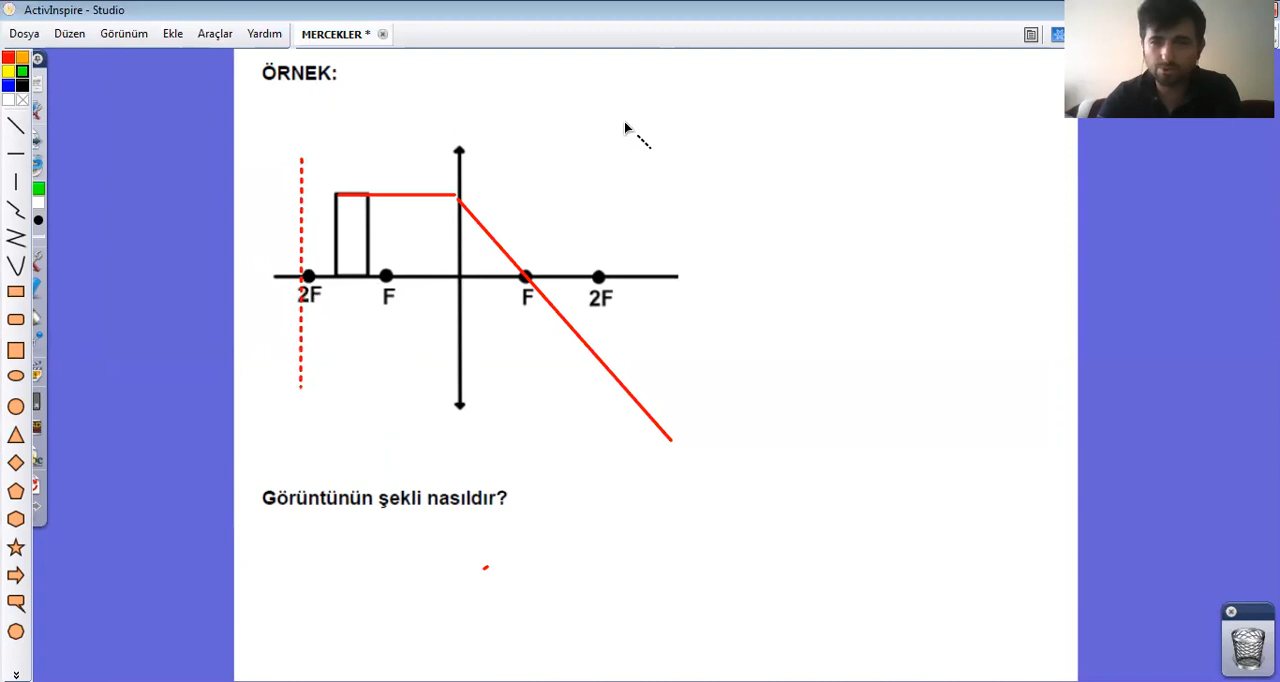 ActivInspire - Studio
Dosya Düzen Görünüm Ekle Araçlar Yardım MERCEKLER *
ÖRNEK:
2F F F 2F
Görüntünün şekli nasıldır?